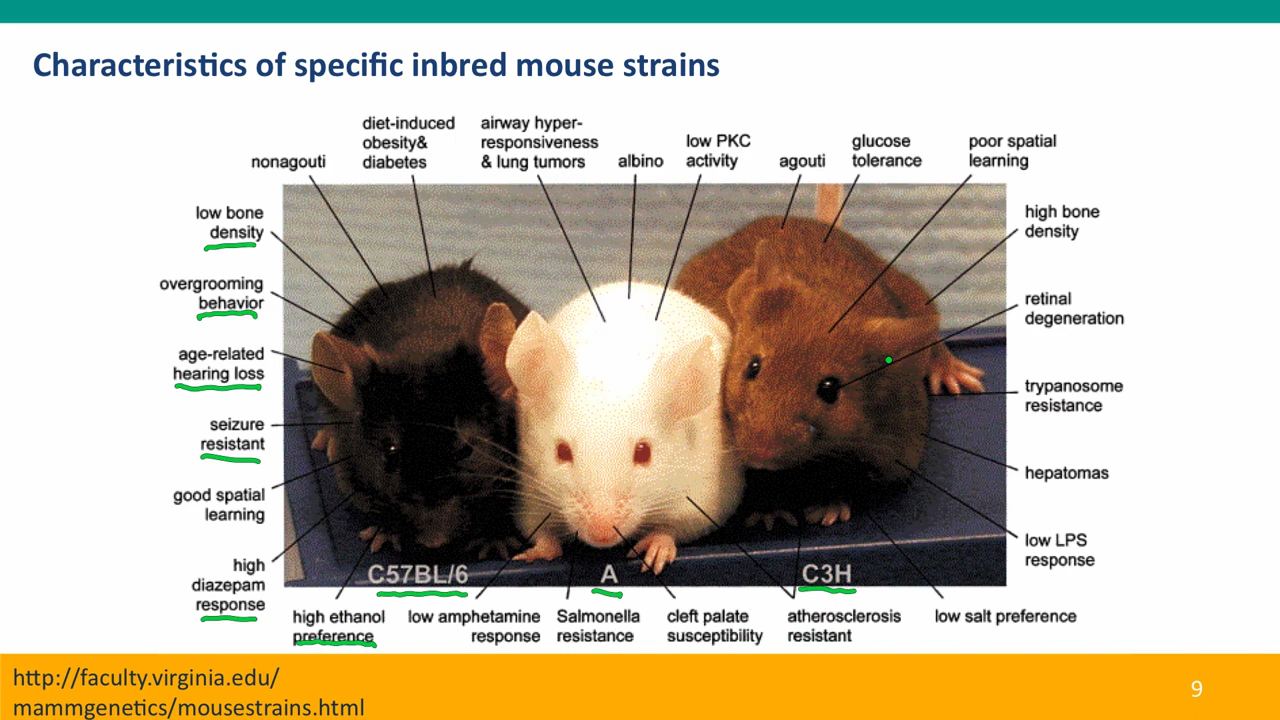 Characteristics of specific inbred mouse strains
nonagouti
diet-induced
obesity&
diabetes
airway hyper-
responsiveness
& lung tumors
albino
low PKC
activity
agouti
glucose
tolerance
poor spatial
learning
low bone
density
overgrooming
behavior
age-related
hearing loss
seizure
resistant
good spatial
learning
high
diazepam
response
high bone
density
retinal
degeneration
trypanosome
resistance
hepatomas
low LPS
response
C57BL/6
A
C3H
high ethanol
preference
low amphetamine
response
Salmonella
resistance
cleft palate
susceptibility
atherosclerosis
resistant
low salt preference
http://faculty.virginia.edu/
mammgenetics/mousestrains.html
9